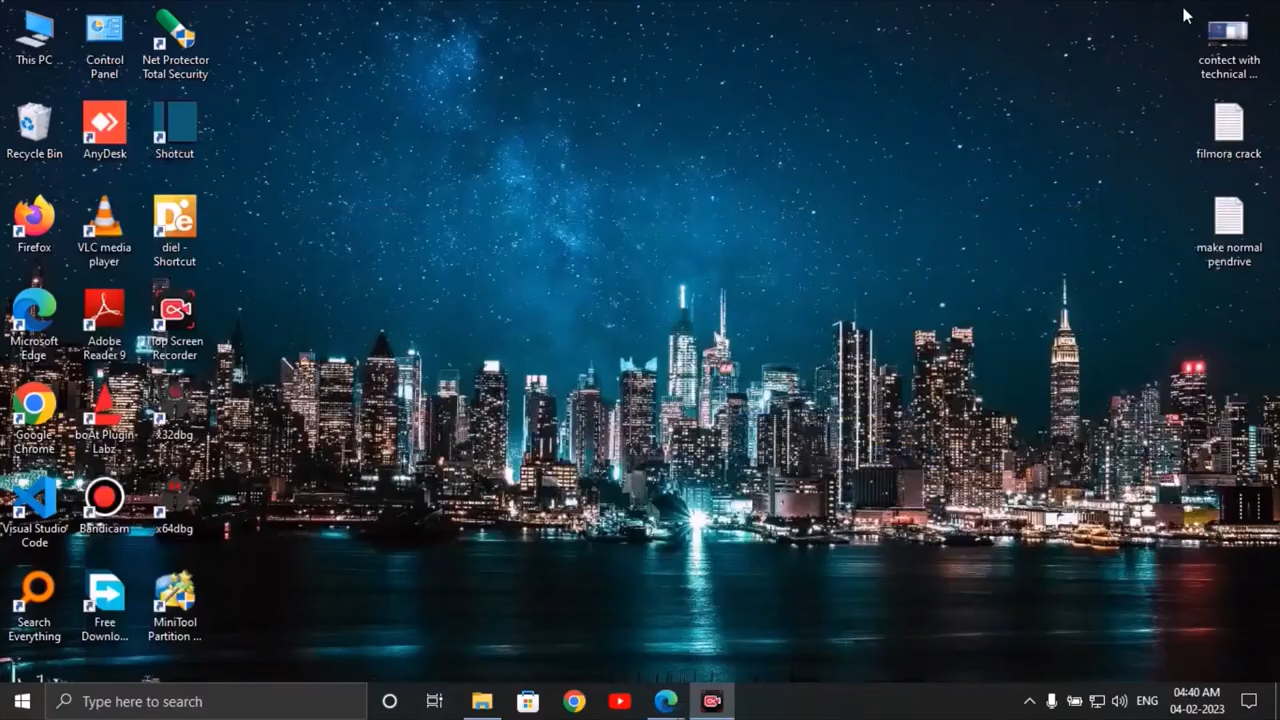 This PC
Control
Panel
Net Protector
Total Security
contect with
technical ...
Recycle Bin
AnyDesk
Shotcut
filmora crack
Firefox
VLC media
player
De
diel -
Shortcut
make normal
pendrive
Microsoft
Edge
Adobe
Reader 9
iTop Screen
Recorder
Google
Chrome
boAt Plugin
Labz
x32dbg
Visual Studio
Code
Bandicam
x64dbg
Search
Everything
Free
Downlo...
MiniTool
Partition ...
Type here to search
ENG
04:40 AM
04-02-2023